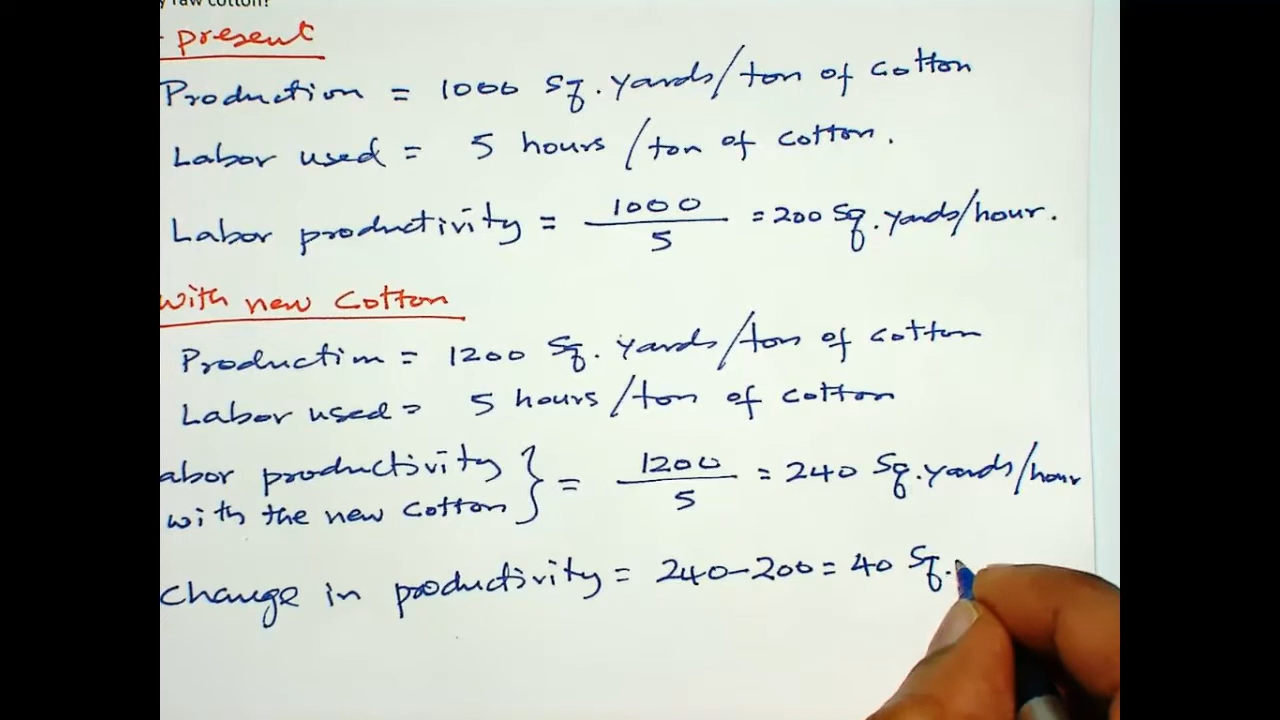 y raw cotton?
- present
Production = 1000 Sq. yards/ton of cotton
Labor used = 5 hours /ton of cotton.
Labor productivity = 1000 / 5 = 200 Sq. yards/hour.
with new cotton
Production = 1200 Sq. yards/ton of cotton
Labor used = 5 hours /ton of cotton
abor productivity
with the new cotton } = 1200 / 5 = 240 Sq. yards/hour
change in productivity = 240-200 = 40 Sq.